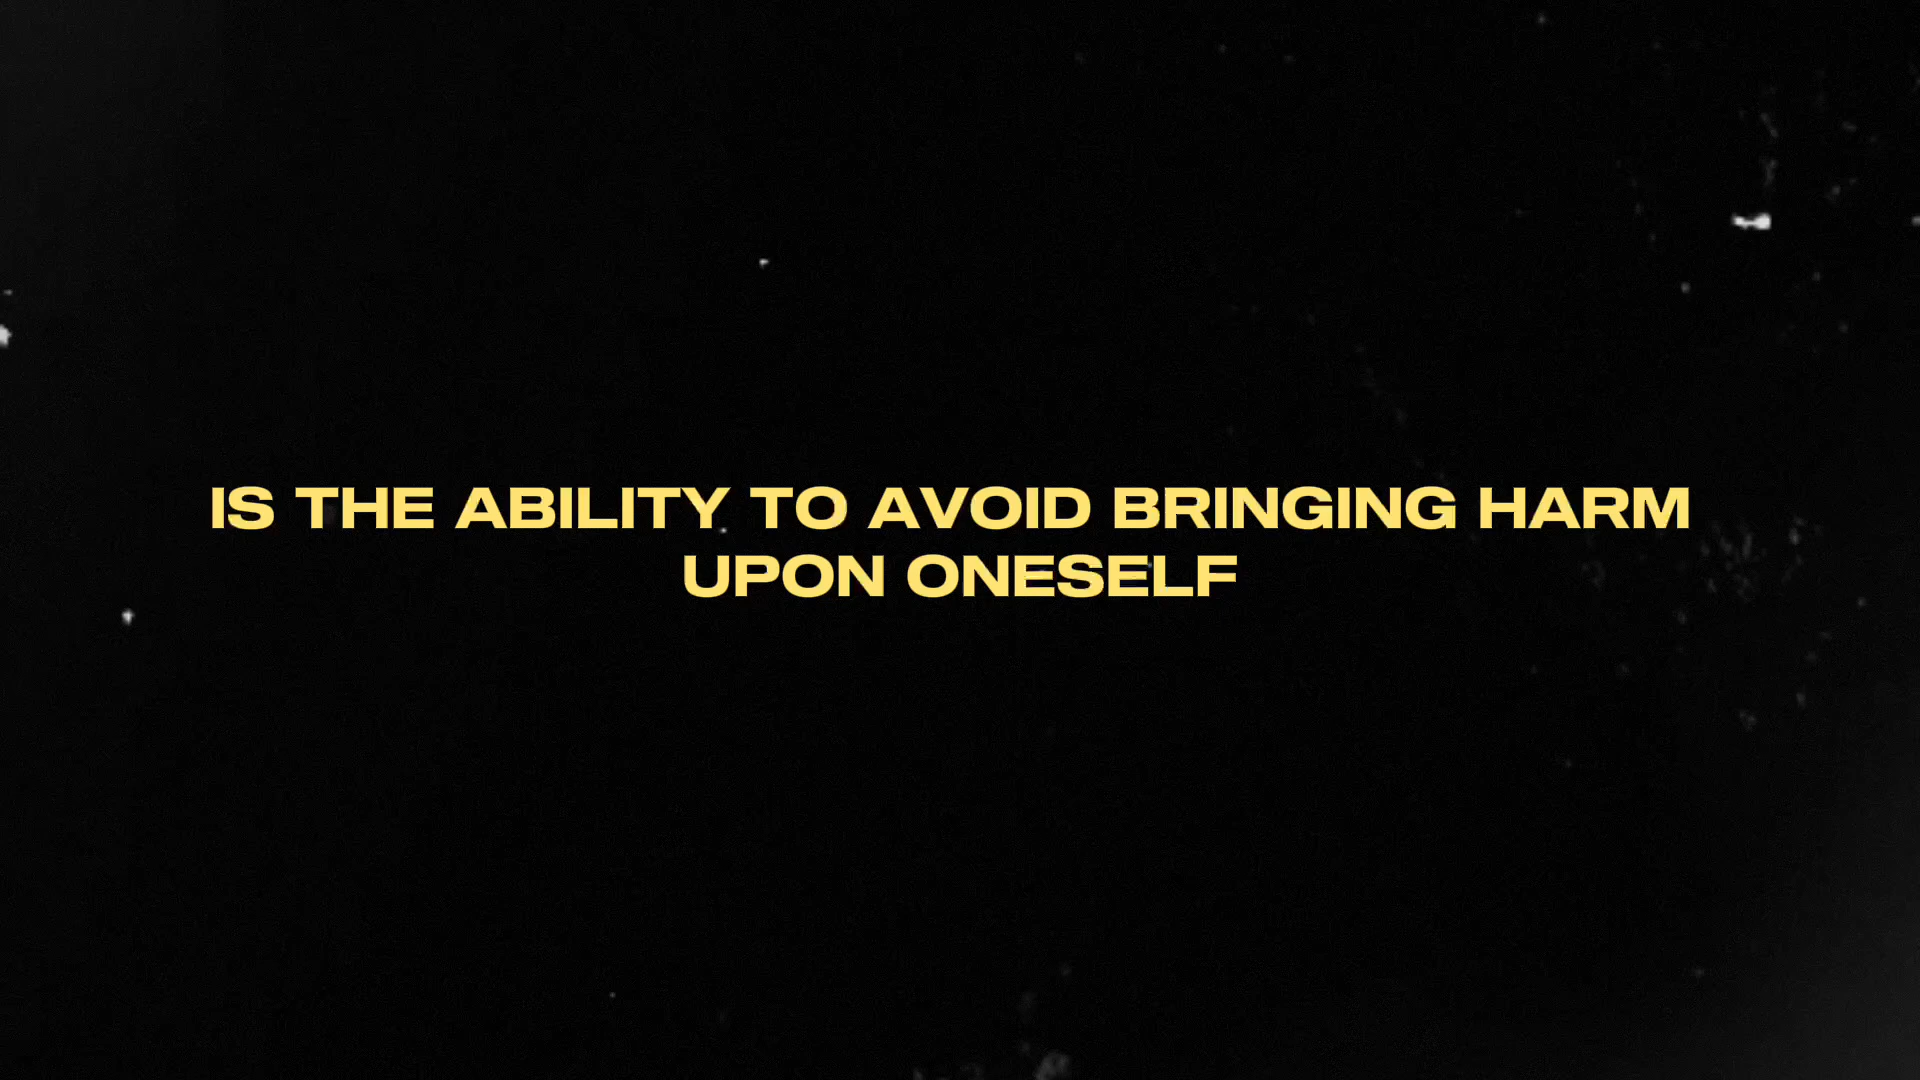 IS THE ABILITY TO AVOID BRINGING HARM
UPON ONESELF